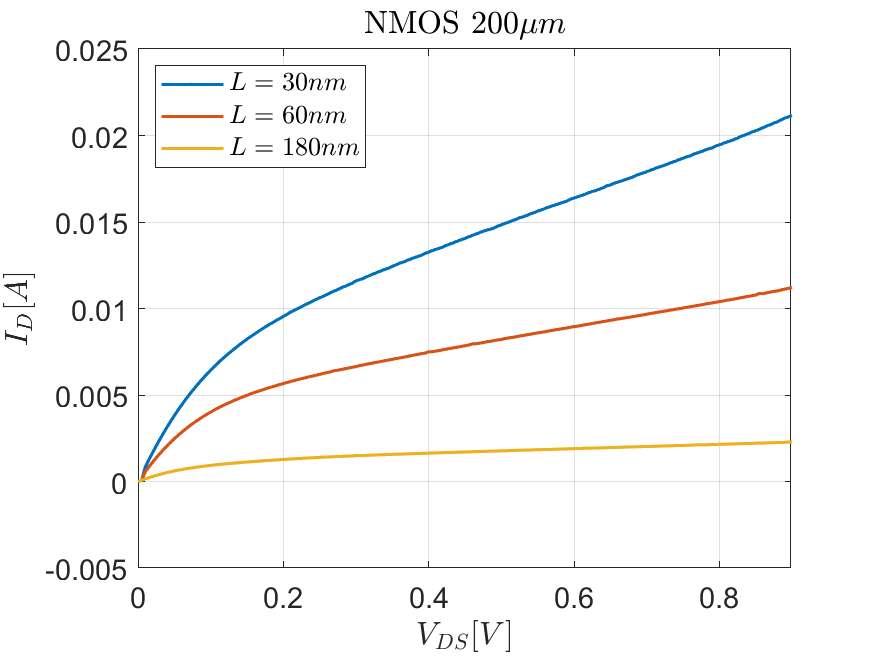 NMOS 200μm
0.025
0.02
0.015
0.01
0.005
0
-0.005
L = 30nm
L = 60nm
L = 180nm
I_D[A]
0 0.2 0.4 0.6 0.8
V_DS[V]